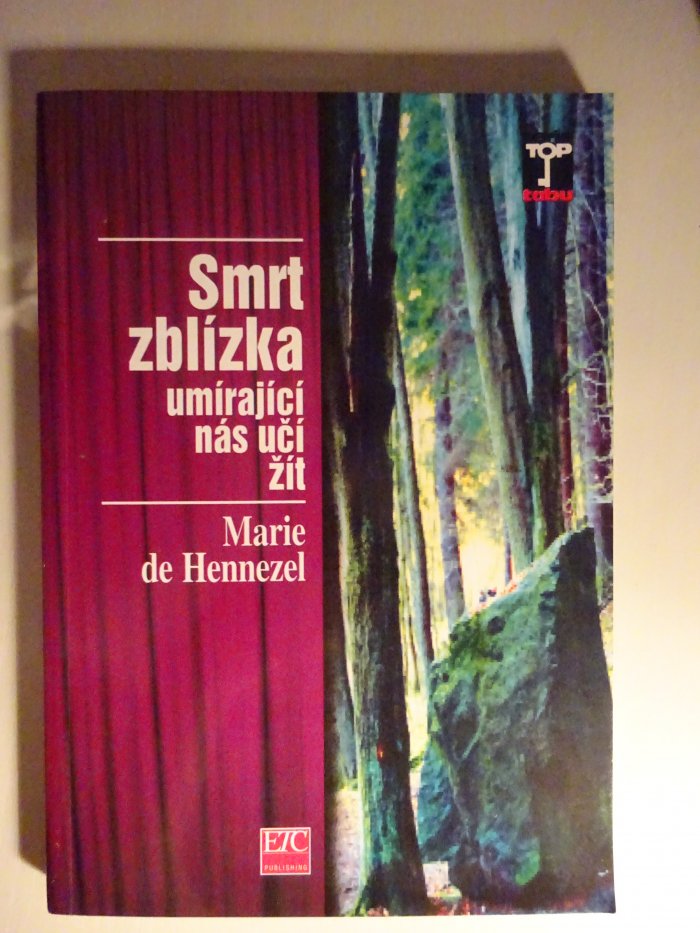 TOP
tabu
Smrt
zblízka
umírající
nás učí
žít
Marie
de Hennezel
ETC
PUBLISHING